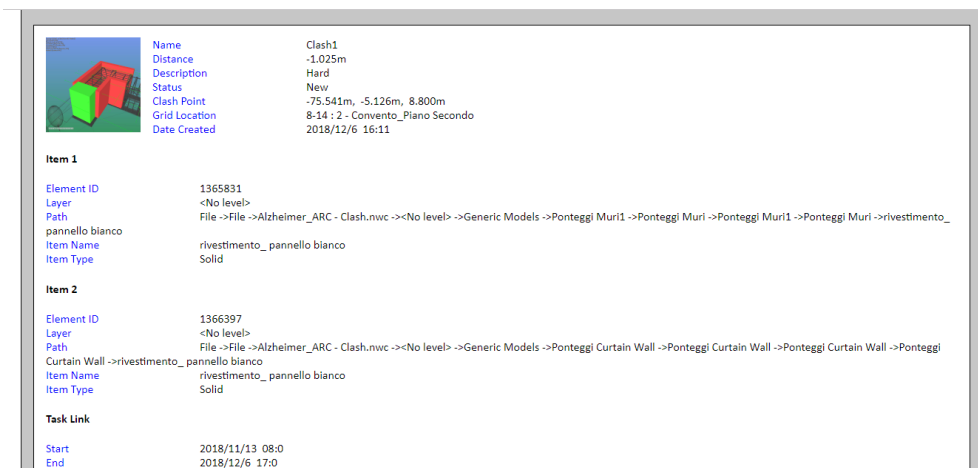 Name Clash1
Distance -1.025m
Description Hard
Status New
Clash Point -75.541m, -5.126m, 8.800m
Grid Location 8-14 : 2 - Convento_Piano Secondo
Date Created 2018/12/6 16:11
Item 1
Element ID 1365831
Layer <No level>
Path File ->File ->Alzheimer_ARC - Clash.nwc -><No level> ->Generic Models ->Ponteggi Muri1 ->Ponteggi Muri ->Ponteggi Muri1 ->Ponteggi Muri ->rivestimento_
pannello bianco
Item Name rivestimento_ pannello bianco
Item Type Solid
Item 2
Element ID 1366397
Layer <No level>
Path File ->File ->Alzheimer_ARC - Clash.nwc -><No level> ->Generic Models ->Ponteggi Curtain Wall ->Ponteggi Curtain Wall ->Ponteggi Curtain Wall ->Ponteggi
Curtain Wall ->rivestimento_ pannello bianco
Item Name rivestimento_ pannello bianco
Item Type Solid
Task Link
Start 2018/11/13 08:0
End 2018/12/6 17:0